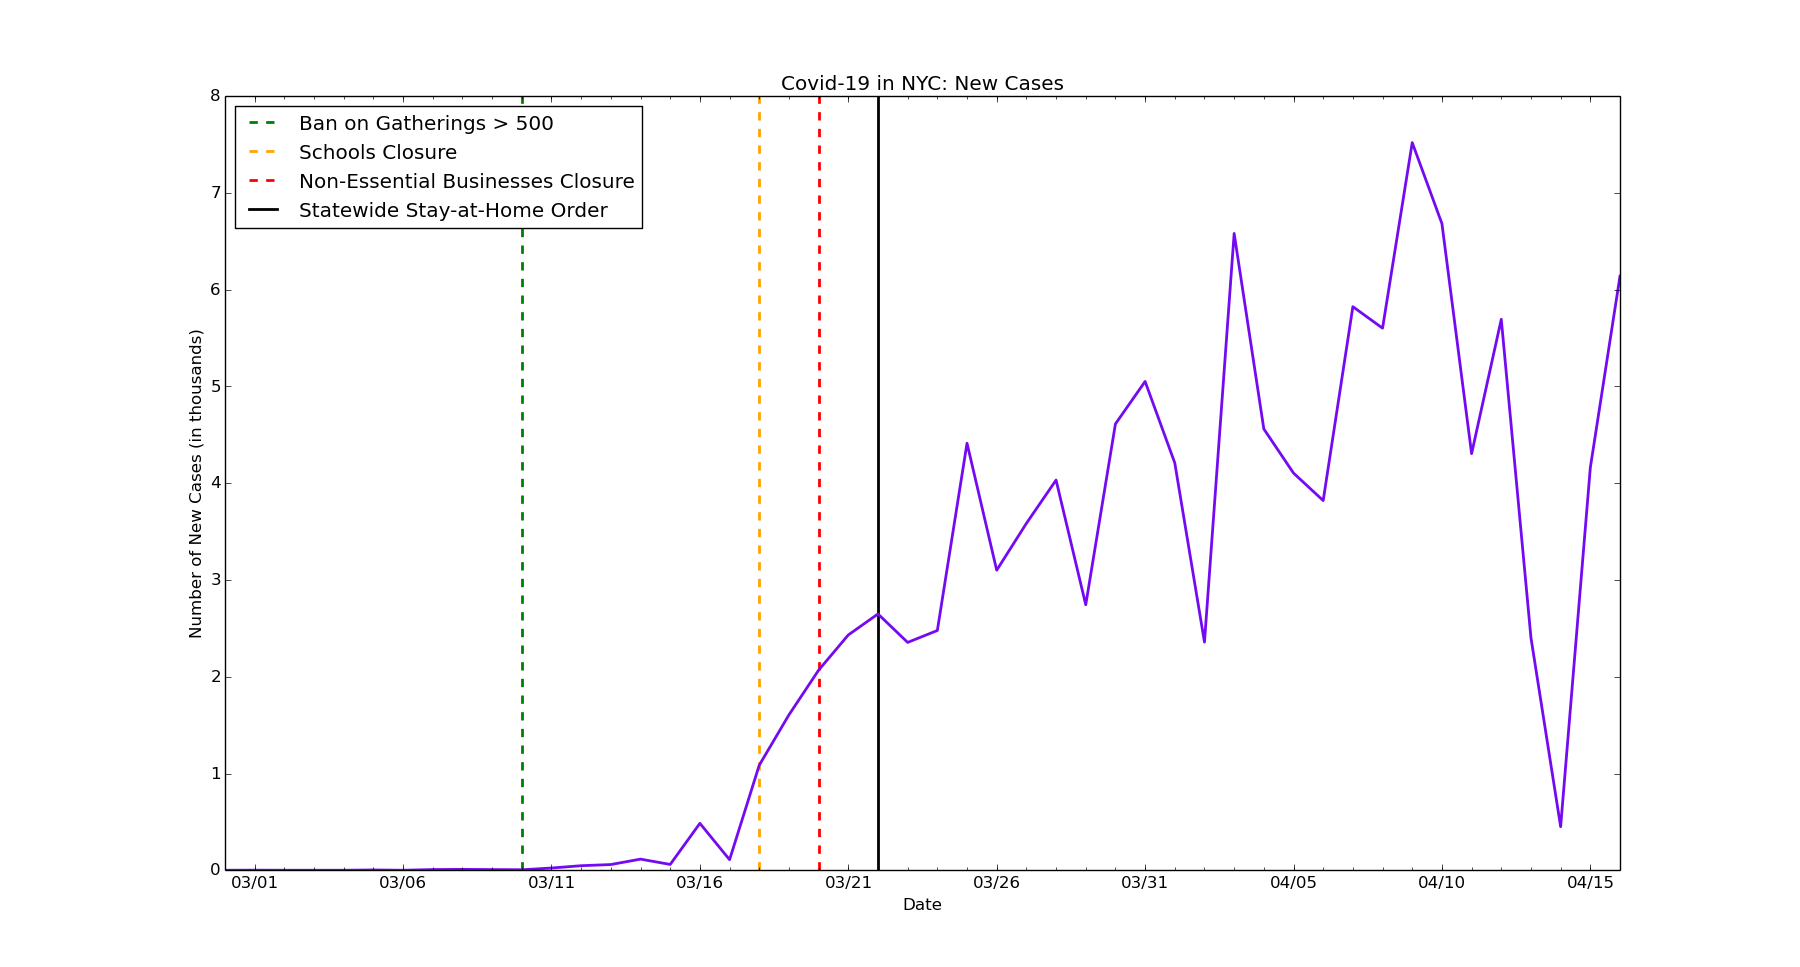 Covid-19 in NYC: New Cases
Ban on Gatherings > 500
Schools Closure
Non-Essential Businesses Closure
Statewide Stay-at-Home Order
Number of New Cases (in thousands)
8
7
6
5
4
3
2
1
0
03/01 03/06 03/11 03/16 03/21 03/26 03/31 04/05 04/10 04/15
Date